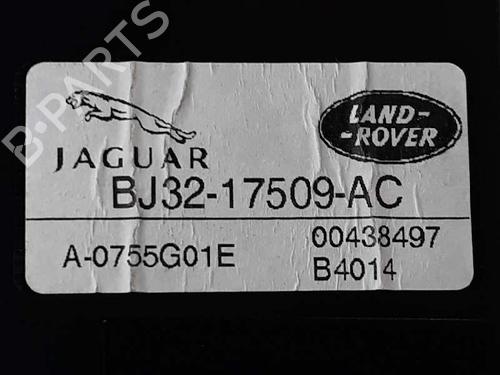 B-PARTS
JAGUAR
LAND-
-ROVER
BJ32-17509-AC
A-0755G01E
00438497
B4014